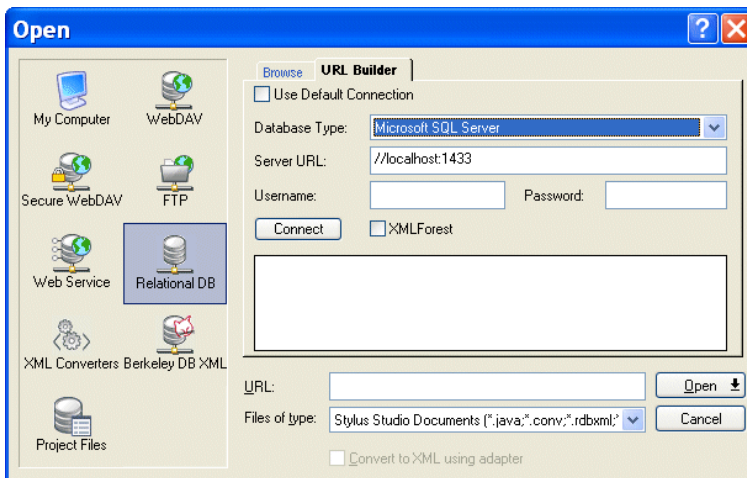 Open
My Computer
WebDAV
Secure WebDAV
FTP
Web Service
Relational DB
XML Converters
Berkeley DB XML
Project Files
Browse
URL Builder
Use Default Connection
Database Type:
Microsoft SQL Server
Server URL:
//localhost:1433
Username:
Password:
Connect
XMLForest
URL:
Open
Files of type:
Stylus Studio Documents (*.java;*.conv;*.rdbxml;*
Cancel
Convert to XML using adapter